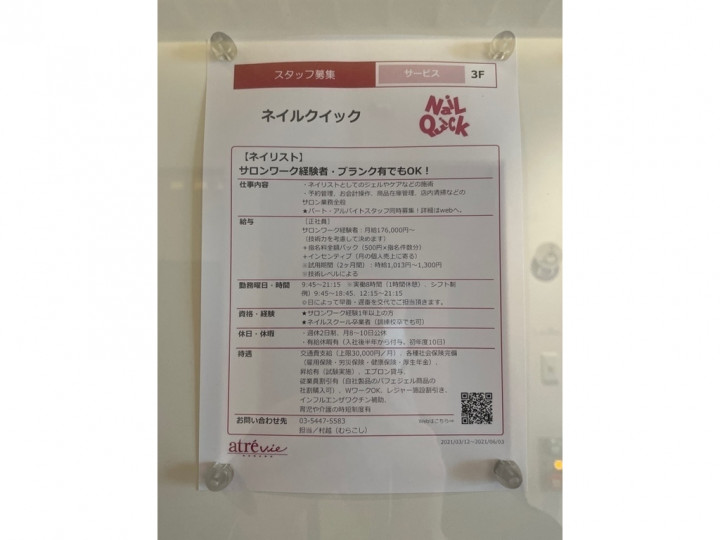 スタッフ募集 サービス 3F
ネイルクイック
NaiL Quick
【ネイリスト】
サロンワーク経験者・ブランク有でもOK！
仕事内容 ・ネイリストとしてのジェルやケアなどの施術
・予約管理、お会計操作、商品在庫管理、店内清掃などの
サロン業務全般
★パート・アルバイトスタッフ同時募集！詳細はwebへ。
給与 【正社員】
サロンワーク経験者：月給176,000円～
(技術力を考慮して決めます)
＋指名料全額バック（500円×指名件数分）
＋インセンティブ（月の個人売上に寄る）
※試用期間（2ヶ月間）：時給1,013円～1,300円
※技術レベルによる
勤務曜日・時間 9:45～21:15 ※実働8時間（1時間休憩）、シフト制
例）9:45～18:45、12:15～21:15
◎日によって早番・遅番を交代でご担当頂きます。
資格・経験 ★サロンワーク経験1年以上の方
★ネイルスクール卒業者（訓練校卒でも可）
休日・休暇 ・週休2日制、月8～10日公休
・有給休暇有（入社後半年から付与。初年度10日）
待遇 交通費支給（上限30,000円／月）、各種社会保険完備
（雇用保険・労災保険・健康保険・厚生年金）、
昇給有（試験実施）、エプロン貸与、
従業員割引有（自社製品のパフェジェル商品の
社割購入可）、WワークOK、レジャー施設割引き、
インフルエンザワクチン補助、
育児や介護の時短制度有
お問い合わせ先 03-5447-5583 Webはこちら⇒
担当／村越（むらこし）
atré vie
2021/03/12～2021/06/03